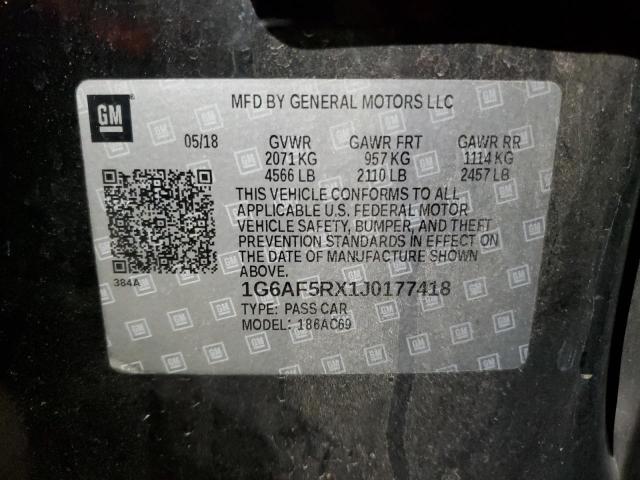 GM
MFD BY GENERAL MOTORS LLC
05/18 GVWR GAWR FRT GAWR RR
2071 KG 957 KG 1114 KG
4566 LB 2110 LB 2457 LB
THIS VEHICLE CONFORMS TO ALL
APPLICABLE U.S. FEDERAL MOTOR
VEHICLE SAFETY, BUMPER, AND THEFT
PREVENTION STANDARDS IN EFFECT ON
THE DATE OF MANUFACTURE SHOWN
ABOVE.
384A
1G6AF5RX1J0177418
TYPE: PASS CAR
MODEL: 186AC69